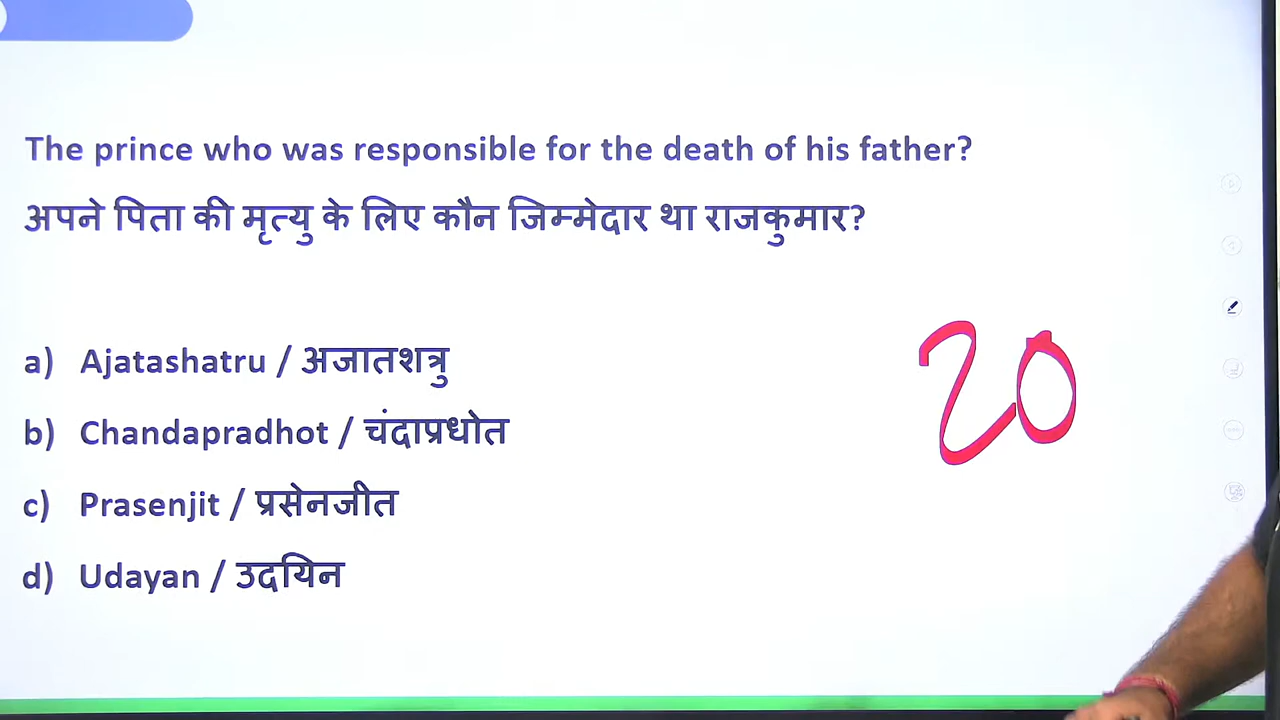 The prince who was responsible for the death of his father?
अपने पिता की मृत्यु के लिए कौन जिम्मेदार था राजकुमार?
a) Ajatashatru / अजातशत्रु
20
b) Chandapradhot / चंदाप्रधोत
c) Prasenjit / प्रसेनजीत
d) Udayan / उदयिन